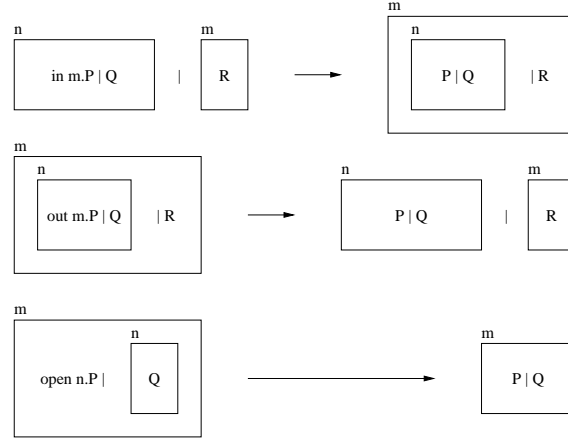 m
n
in m.P | Q | m R n P | Q | R
m
n n m
out m.P | Q | R P | Q | R
m
n m
open n.P | Q P | Q